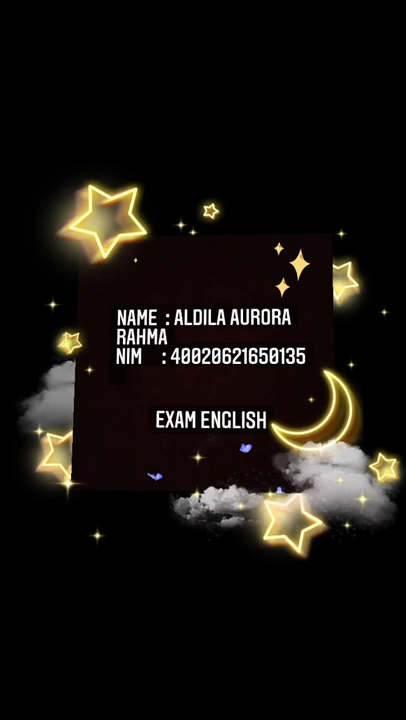 NAME : ALDILA AURORA
RAHMA
NIM : 40020621650135
EXAM ENGLISH